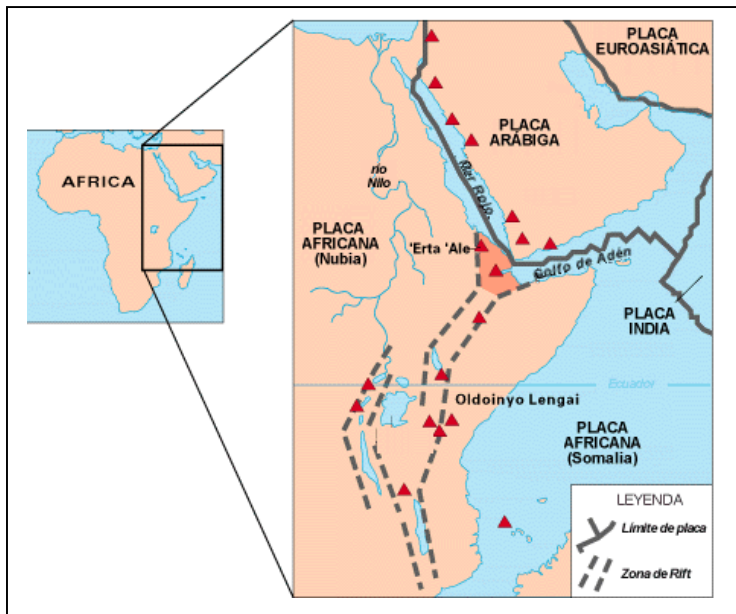 AFRICA
PLACA
EUROASIÁTICA
PLACA
ARÁBIGA
río
Nilo
Mar Rojo
PLACA
AFRICANA
(Nubia)
'Erta 'Ale
Golfo de Adén
PLACA
INDIA
Ecuador
Oldoinyo Lengai
PLACA
AFRICANA
(Somalia)
LEYENDA
Límite de placa
Zona de Rift